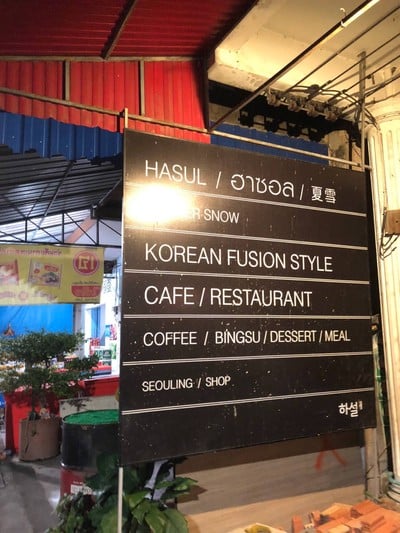 HASUL / ฮาซอล / 夏雪
SNOW
KOREAN FUSION STYLE
CAFE / RESTAURANT
COFFEE / BINGSU / DESSERT / MEAL
SEOULING / SHOP
하설